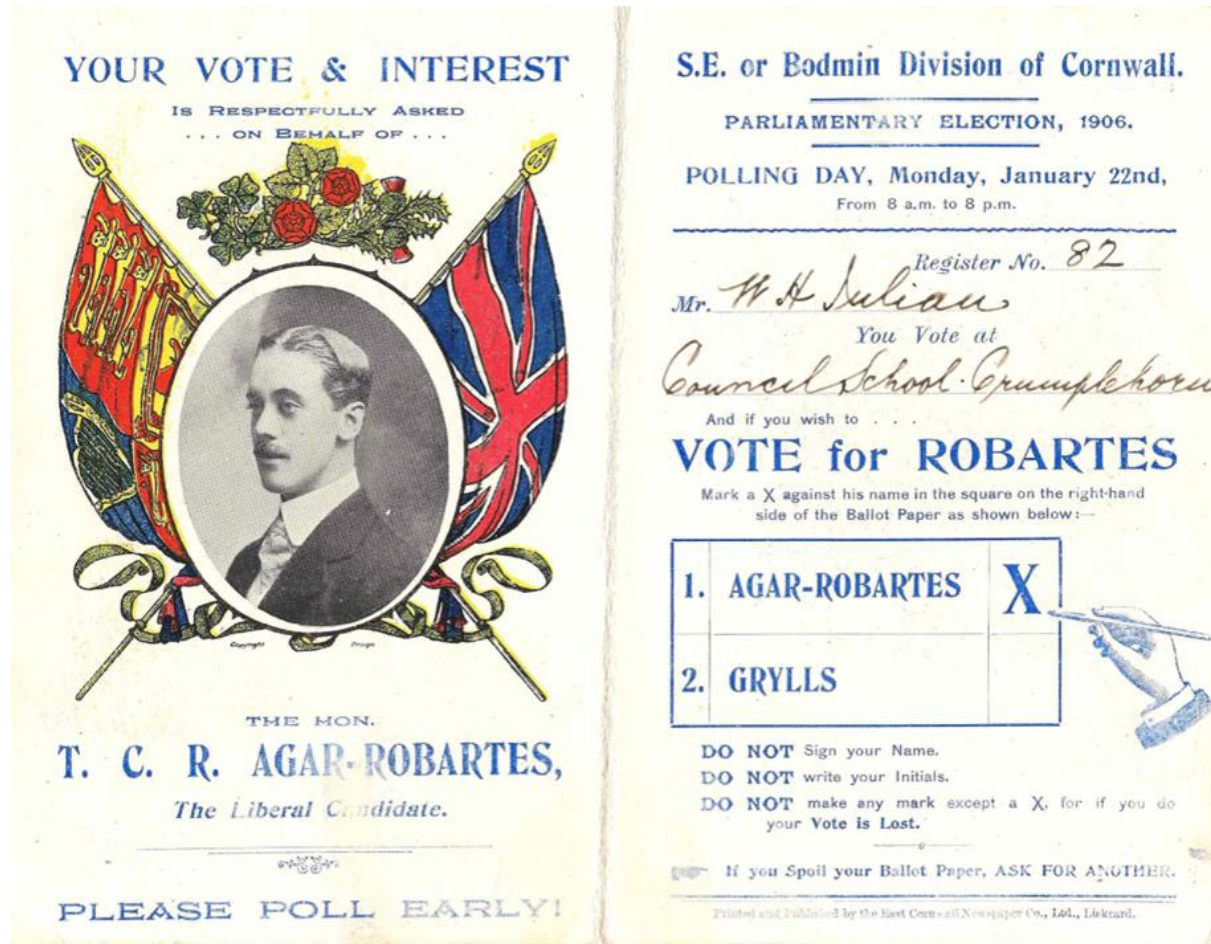 YOUR VOTE & INTEREST
IS RESPECTFULLY ASKED
. . . ON BEHALF OF . . .
Copyright Design
THE HON.
T. C. R. AGAR-ROBARTES,
The Liberal Candidate.
PLEASE POLL EARLY!
S.E. or Bodmin Division of Cornwall.
PARLIAMENTARY ELECTION, 1906.
POLLING DAY, Monday, January 22nd,
From 8 a.m. to 8 p.m.
Register No. 82
Mr. W H Julian
You Vote at
Council School. Crumplehorn
And if you wish to . . .
VOTE for ROBARTES
Mark a X against his name in the square on the right-hand
side of the Ballot Paper as shown below:—
1. AGAR-ROBARTES X
2. GRYLLS
DO NOT Sign your Name.
DO NOT write your Initials.
DO NOT make any mark except a X, for if you do
your Vote is Lost.
If you Spoil your Ballot Paper, ASK FOR ANOTHER.
Printed and Published by the East Cornwall Newspaper Co., Ltd., Liskeard.